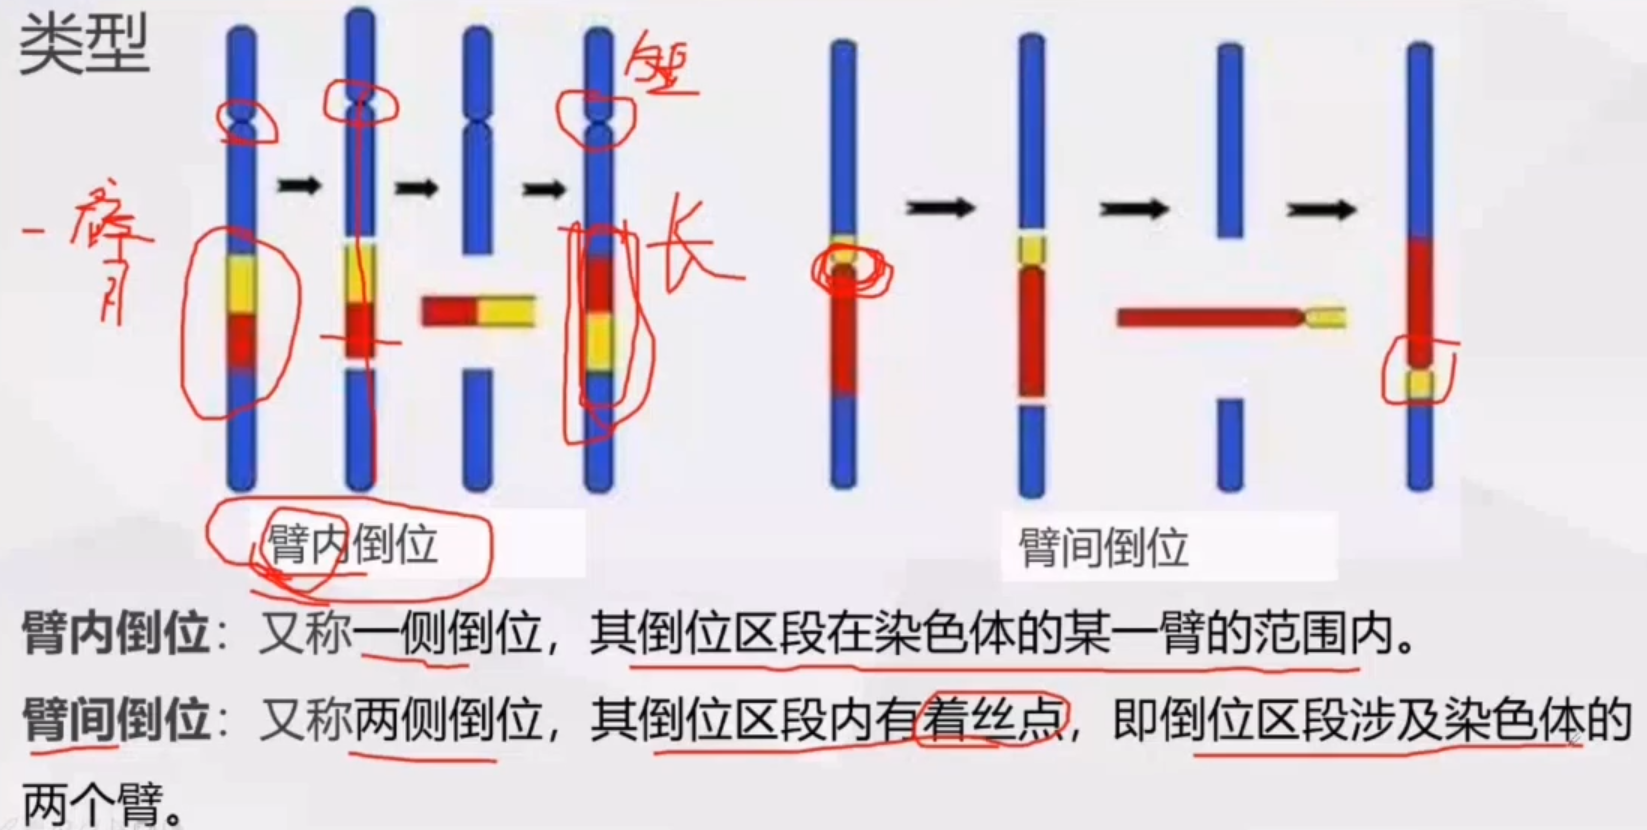 类型
短
一臂
长
臂内倒位
臂间倒位
臂内倒位：又称一侧倒位，其倒位区段在染色体的某一臂的范围内。
臂间倒位：又称两侧倒位，其倒位区段内有着丝点，即倒位区段涉及染色体的
两个臂。